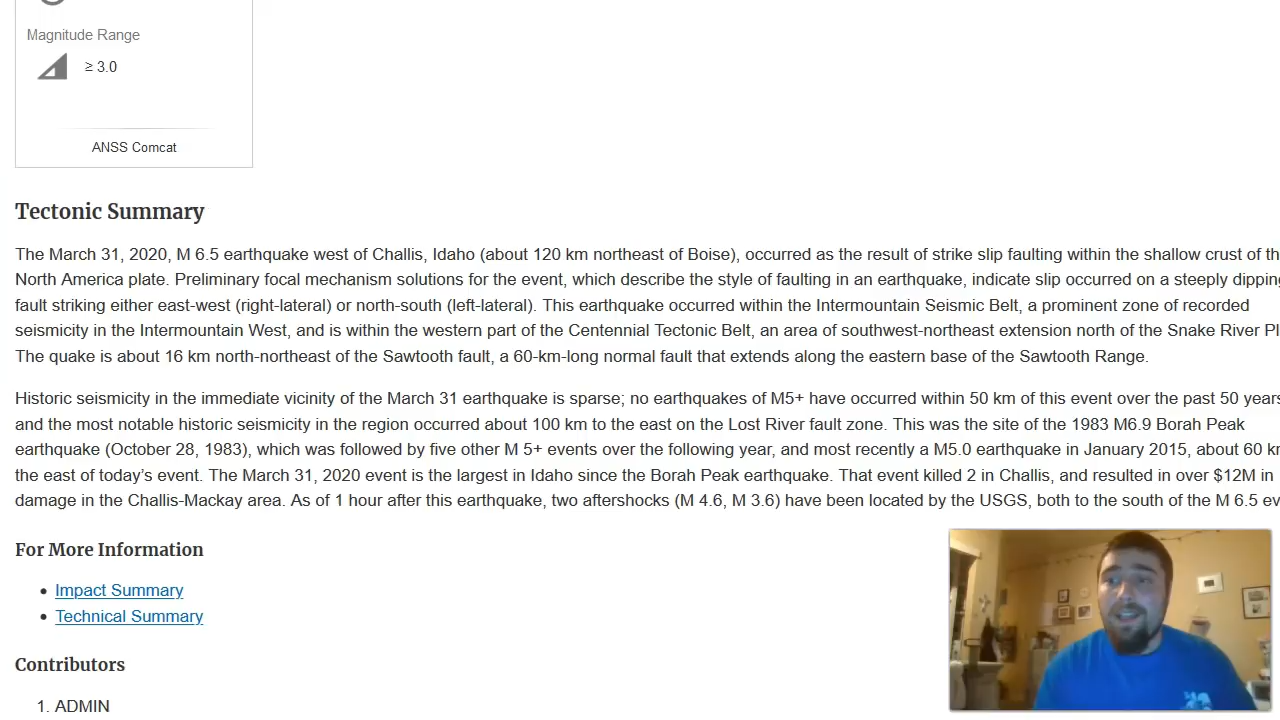 Magnitude Range
≥ 3.0
ANSS Comcat
Tectonic Summary
The March 31, 2020, M 6.5 earthquake west of Challis, Idaho (about 120 km northeast of Boise), occurred as the result of strike slip faulting within the shallow crust of th
North America plate. Preliminary focal mechanism solutions for the event, which describe the style of faulting in an earthquake, indicate slip occurred on a steeply dipping
fault striking either east-west (right-lateral) or north-south (left-lateral). This earthquake occurred within the Intermountain Seismic Belt, a prominent zone of recorded
seismicity in the Intermountain West, and is within the western part of the Centennial Tectonic Belt, an area of southwest-northeast extension north of the Snake River Pl
The quake is about 16 km north-northeast of the Sawtooth fault, a 60-km-long normal fault that extends along the eastern base of the Sawtooth Range.
Historic seismicity in the immediate vicinity of the March 31 earthquake is sparse; no earthquakes of M5+ have occurred within 50 km of this event over the past 50 years
and the most notable historic seismicity in the region occurred about 100 km to the east on the Lost River fault zone. This was the site of the 1983 M6.9 Borah Peak
earthquake (October 28, 1983), which was followed by five other M 5+ events over the following year, and most recently a M5.0 earthquake in January 2015, about 60 km
the east of today's event. The March 31, 2020 event is the largest in Idaho since the Borah Peak earthquake. That event killed 2 in Challis, and resulted in over $12M in
damage in the Challis-Mackay area. As of 1 hour after this earthquake, two aftershocks (M 4.6, M 3.6) have been located by the USGS, both to the south of the M 6.5 ev
For More Information
Impact Summary
Technical Summary
Contributors
1. ADMIN